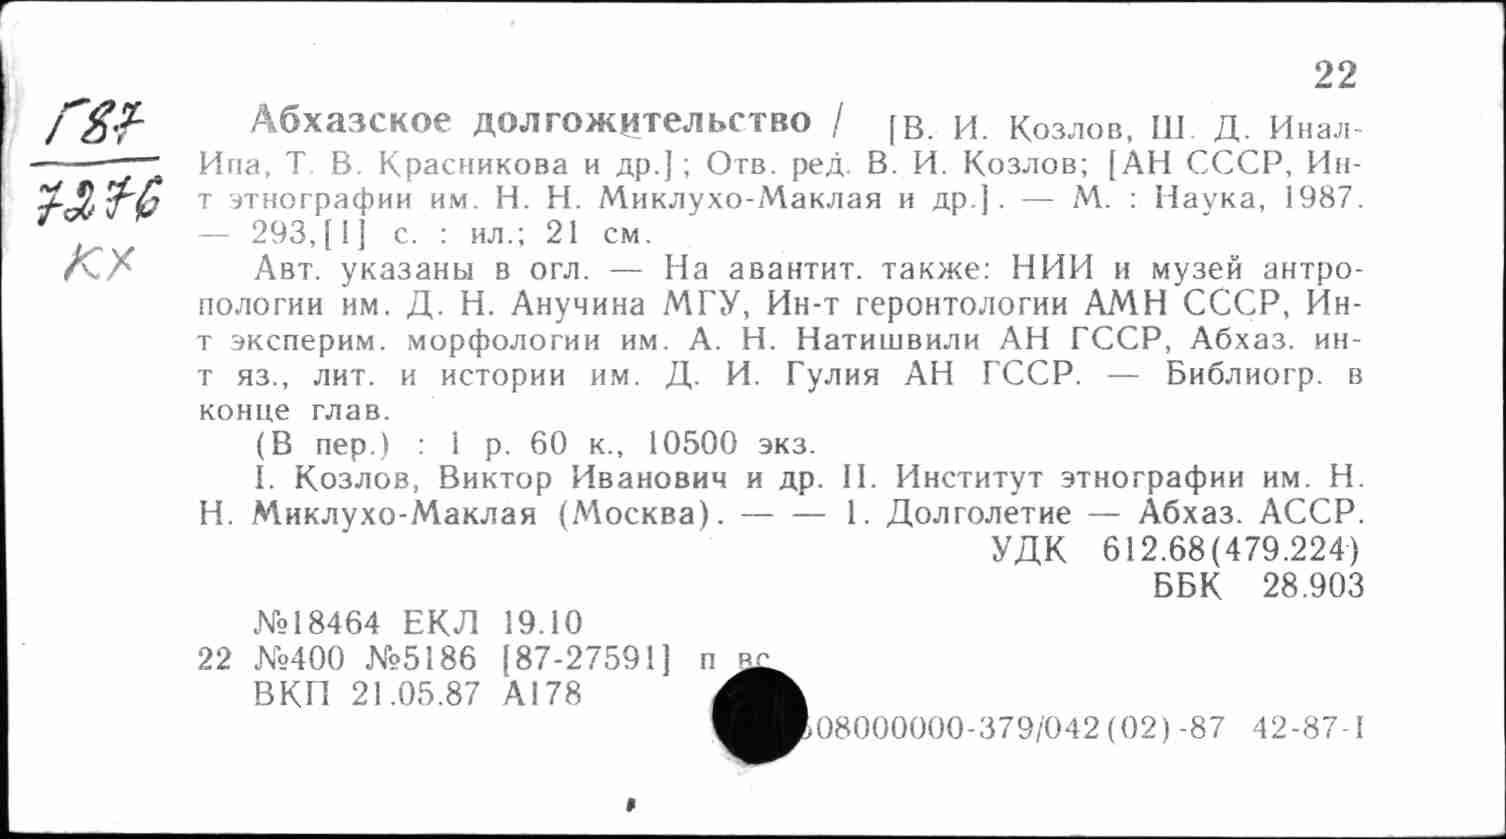 22
Г87
7276
КХ
Абхазское долгожительство / [В. И. Козлов, Ш. Д. Инал-
Ипа, Т. В. Красникова и др.] ; Отв. ред. В. И. Козлов; [АН СССР, Ин-
т этнографии им. Н. Н. Миклухо-Маклая и др.]. — М. : Наука, 1987.
— 293,[1] с. : ил.; 21 см.
Авт. указаны в огл. — На авантит. также: НИИ и музей антро-
пологии им. Д. Н. Анучина МГУ, Ин-т геронтологии АМН СССР, Ин-
т эксперим. морфологии им. А. Н. Натишвили АН ГССР, Абхаз. ин-
т яз., лит. и истории им. Д. И. Гулия АН ГССР. — Библиогр. в
конце глав.
(В пер.) : 1 р. 60 к., 10500 экз.
I. Козлов, Виктор Иванович и др. II. Институт этнографии им. Н.
Н. Миклухо-Маклая (Москва). — — 1. Долголетие — Абхаз. АССР.
УДК 612.68(479.224)
ББК 28.903
№18464 ЕКЛ 19.10
22 №400 №5186 [87-27591] п вс
ВКП 21.05.87 А178
08000000-379/042(02)-87 42-87-I